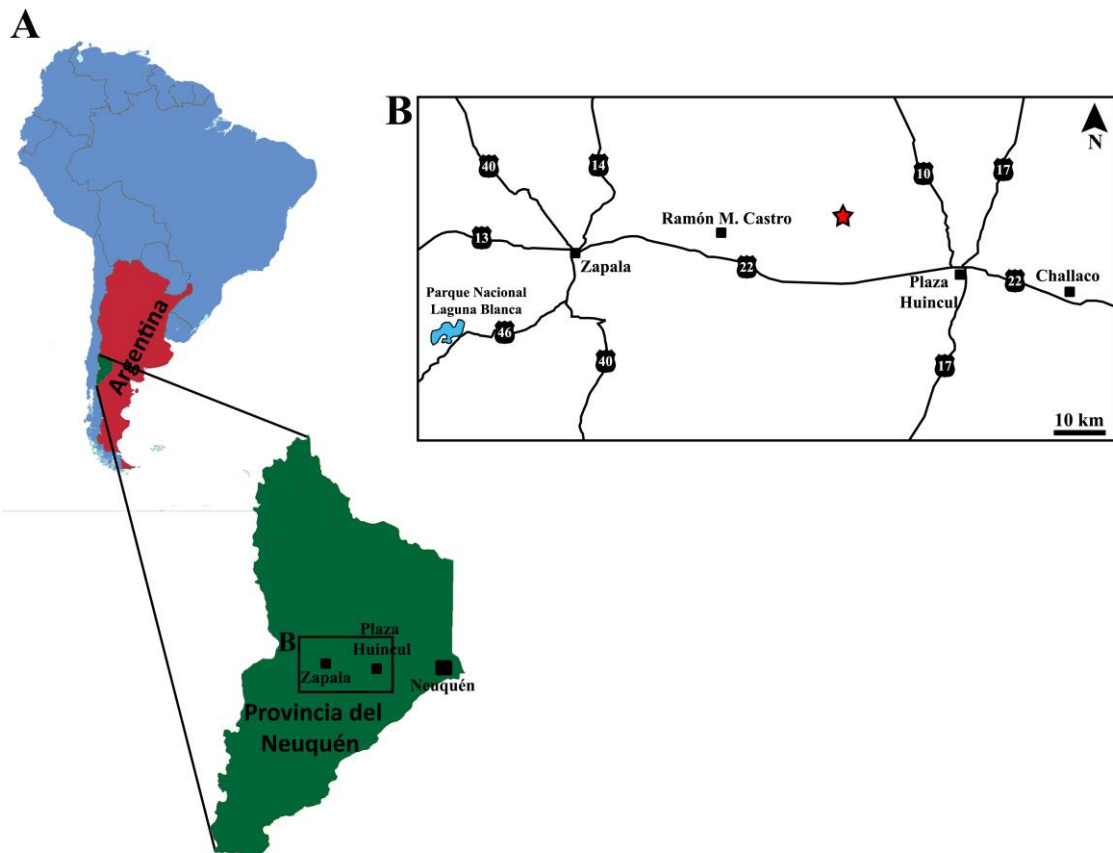 A
Argentina
B
Plaza
Huincul
Zapala
Neuquén
Provincia del
Neuquén
B
N
40
14
10
17
Ramón M. Castro
13
Zapala
22
Plaza
Huincul
22
Challaco
Parque Nacional
Laguna Blanca
46
40
17
10 km